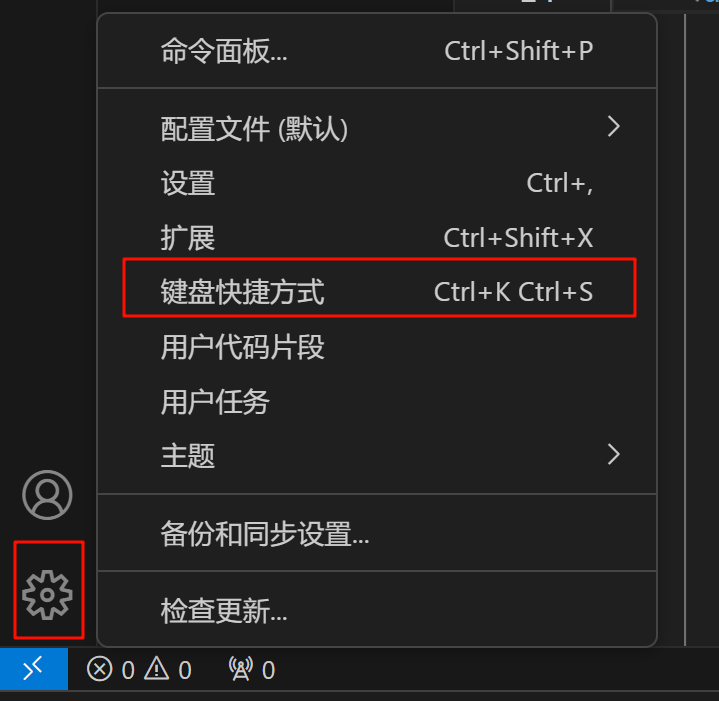 命令面板... Ctrl+Shift+P
配置文件 (默认)
设置 Ctrl+,
扩展 Ctrl+Shift+X
键盘快捷方式 Ctrl+K Ctrl+S
用户代码片段
用户任务
主题
备份和同步设置...
检查更新...
0 0 0